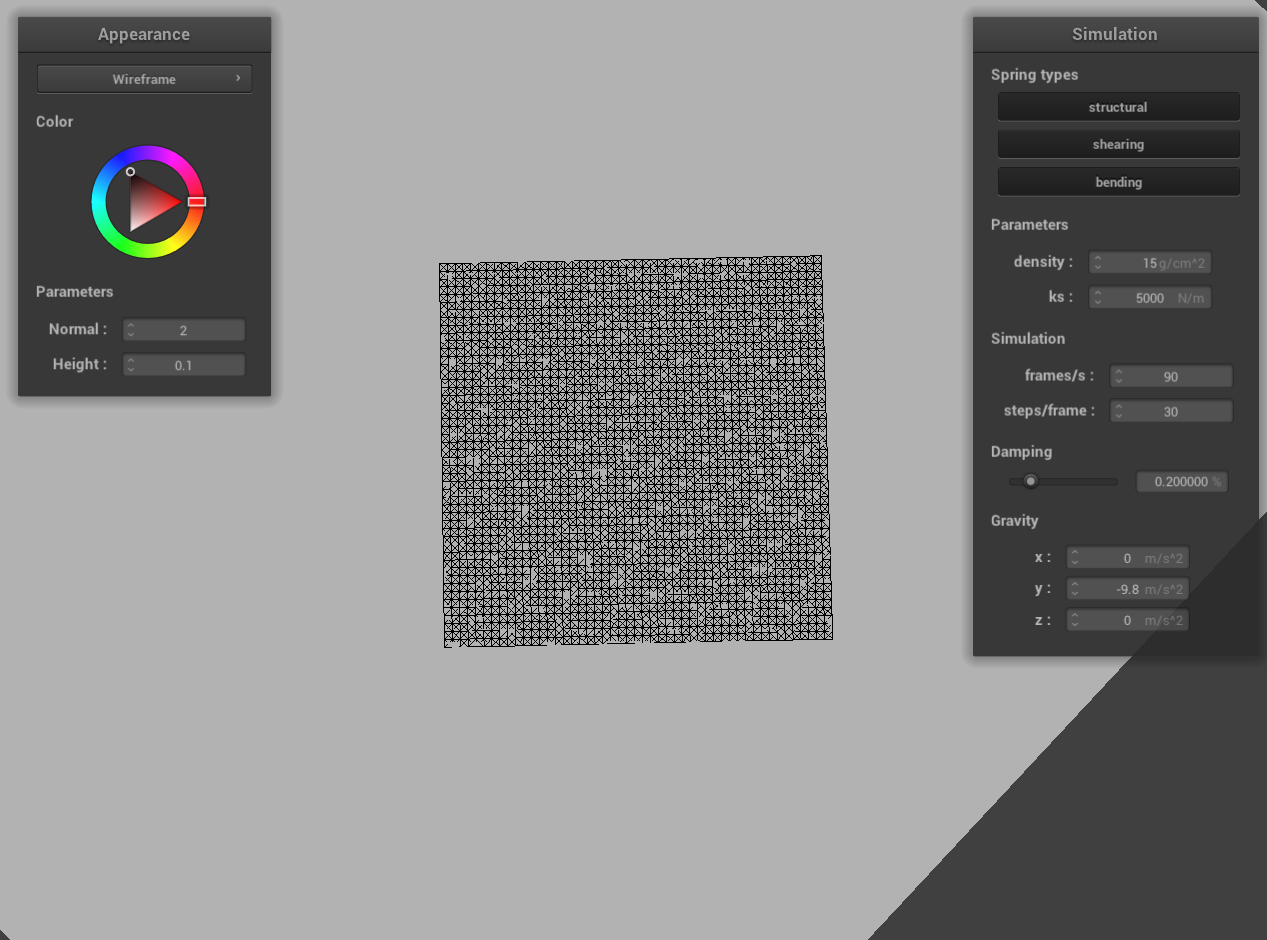 Appearance
Wireframe ›
Color
Parameters
Normal : 2
Height : 0.1
Simulation
Spring types
structural
shearing
bending
Parameters
density : 15 g/cm^2
ks : 5000 N/m
Simulation
frames/s : 90
steps/frame : 30
Damping
0.200000 %
Gravity
x : 0 m/s^2
y : -9.8 m/s^2
z : 0 m/s^2